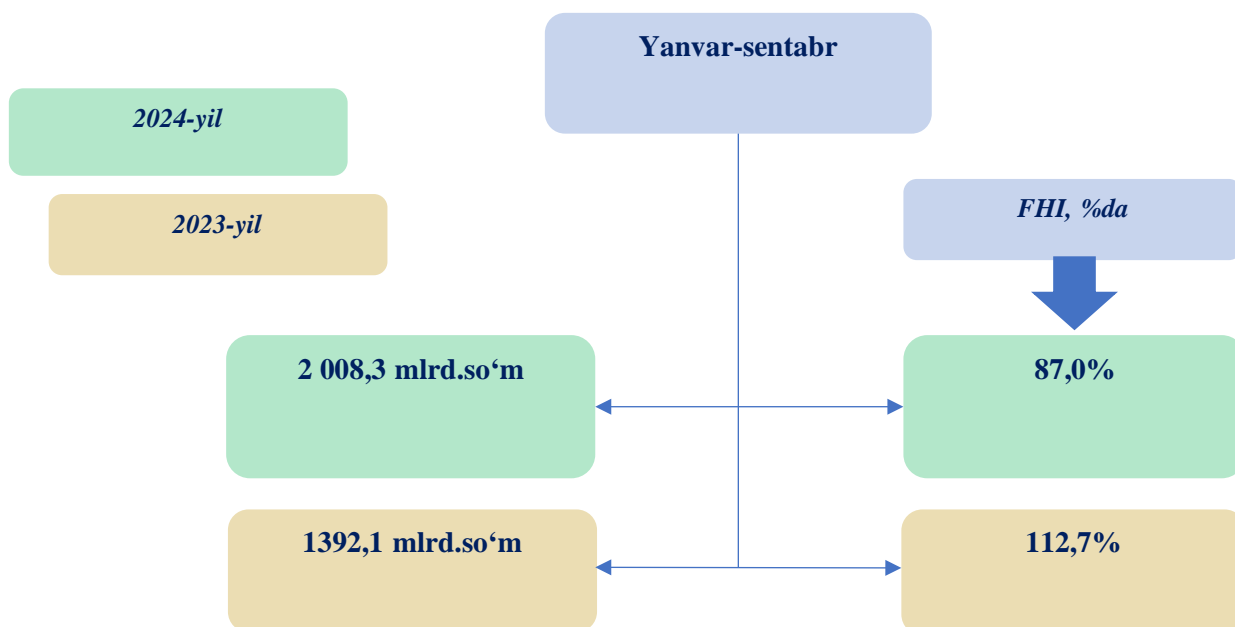 Yanvar-sentabr
2024-yil
2023-yil
FHI, %da
2 008,3 mlrd.so‘m
87,0%
1392,1 mlrd.so‘m
112,7%